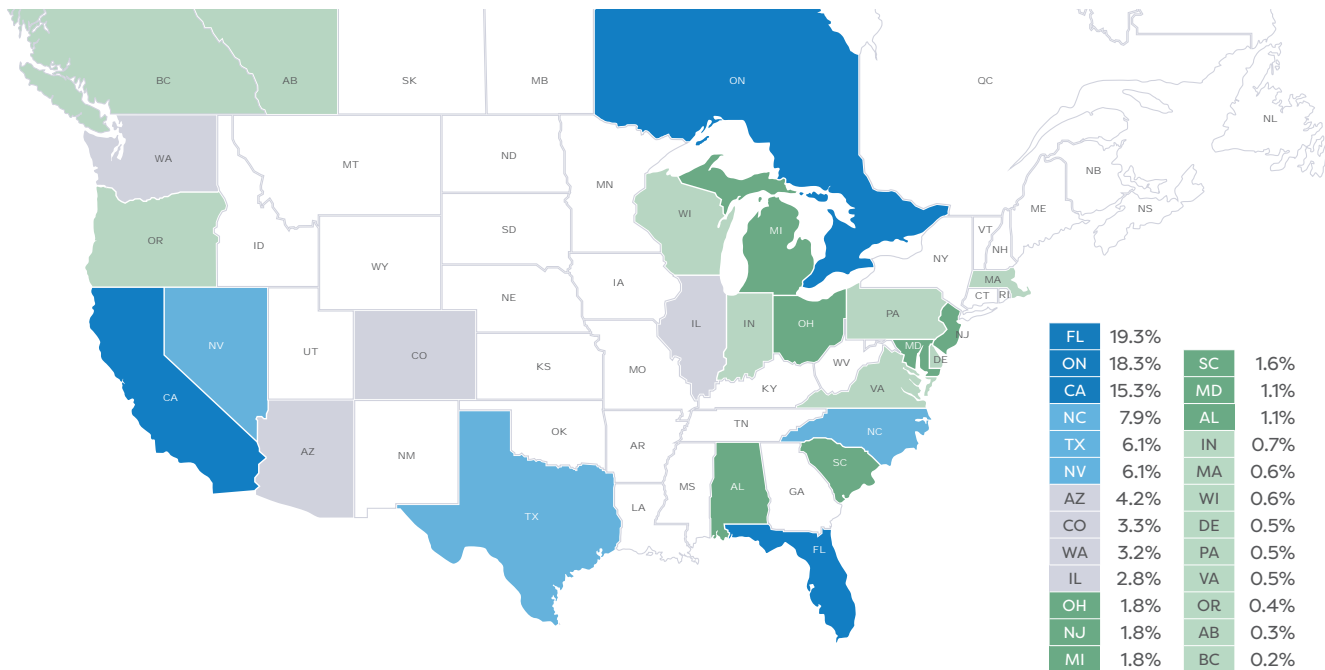 BC
AB
SK
MB
ON
QC
NL
WA
MT
ND
MN
NB
OR
ID
SD
WI
MI
ME
NS
VT
NH
WY
NY
IA
NE
MA
CT
RI
NV
UT
CO
KS
MO
IL
IN
OH
PA
NJ
MD
DE
WV
KY
VA
CA
TN
NC
AZ
NM
OK
AR
SC
MS
AL
GA
LA
TX
FL
FL 19.3%
ON 18.3%
CA 15.3%
NC 7.9%
TX 6.1%
NV 6.1%
AZ 4.2%
CO 3.3%
WA 3.2%
IL 2.8%
OH 1.8%
NJ 1.8%
MI 1.8%
SC 1.6%
MD 1.1%
AL 1.1%
IN 0.7%
MA 0.6%
WI 0.6%
DE 0.5%
PA 0.5%
VA 0.5%
OR 0.4%
AB 0.3%
BC 0.2%